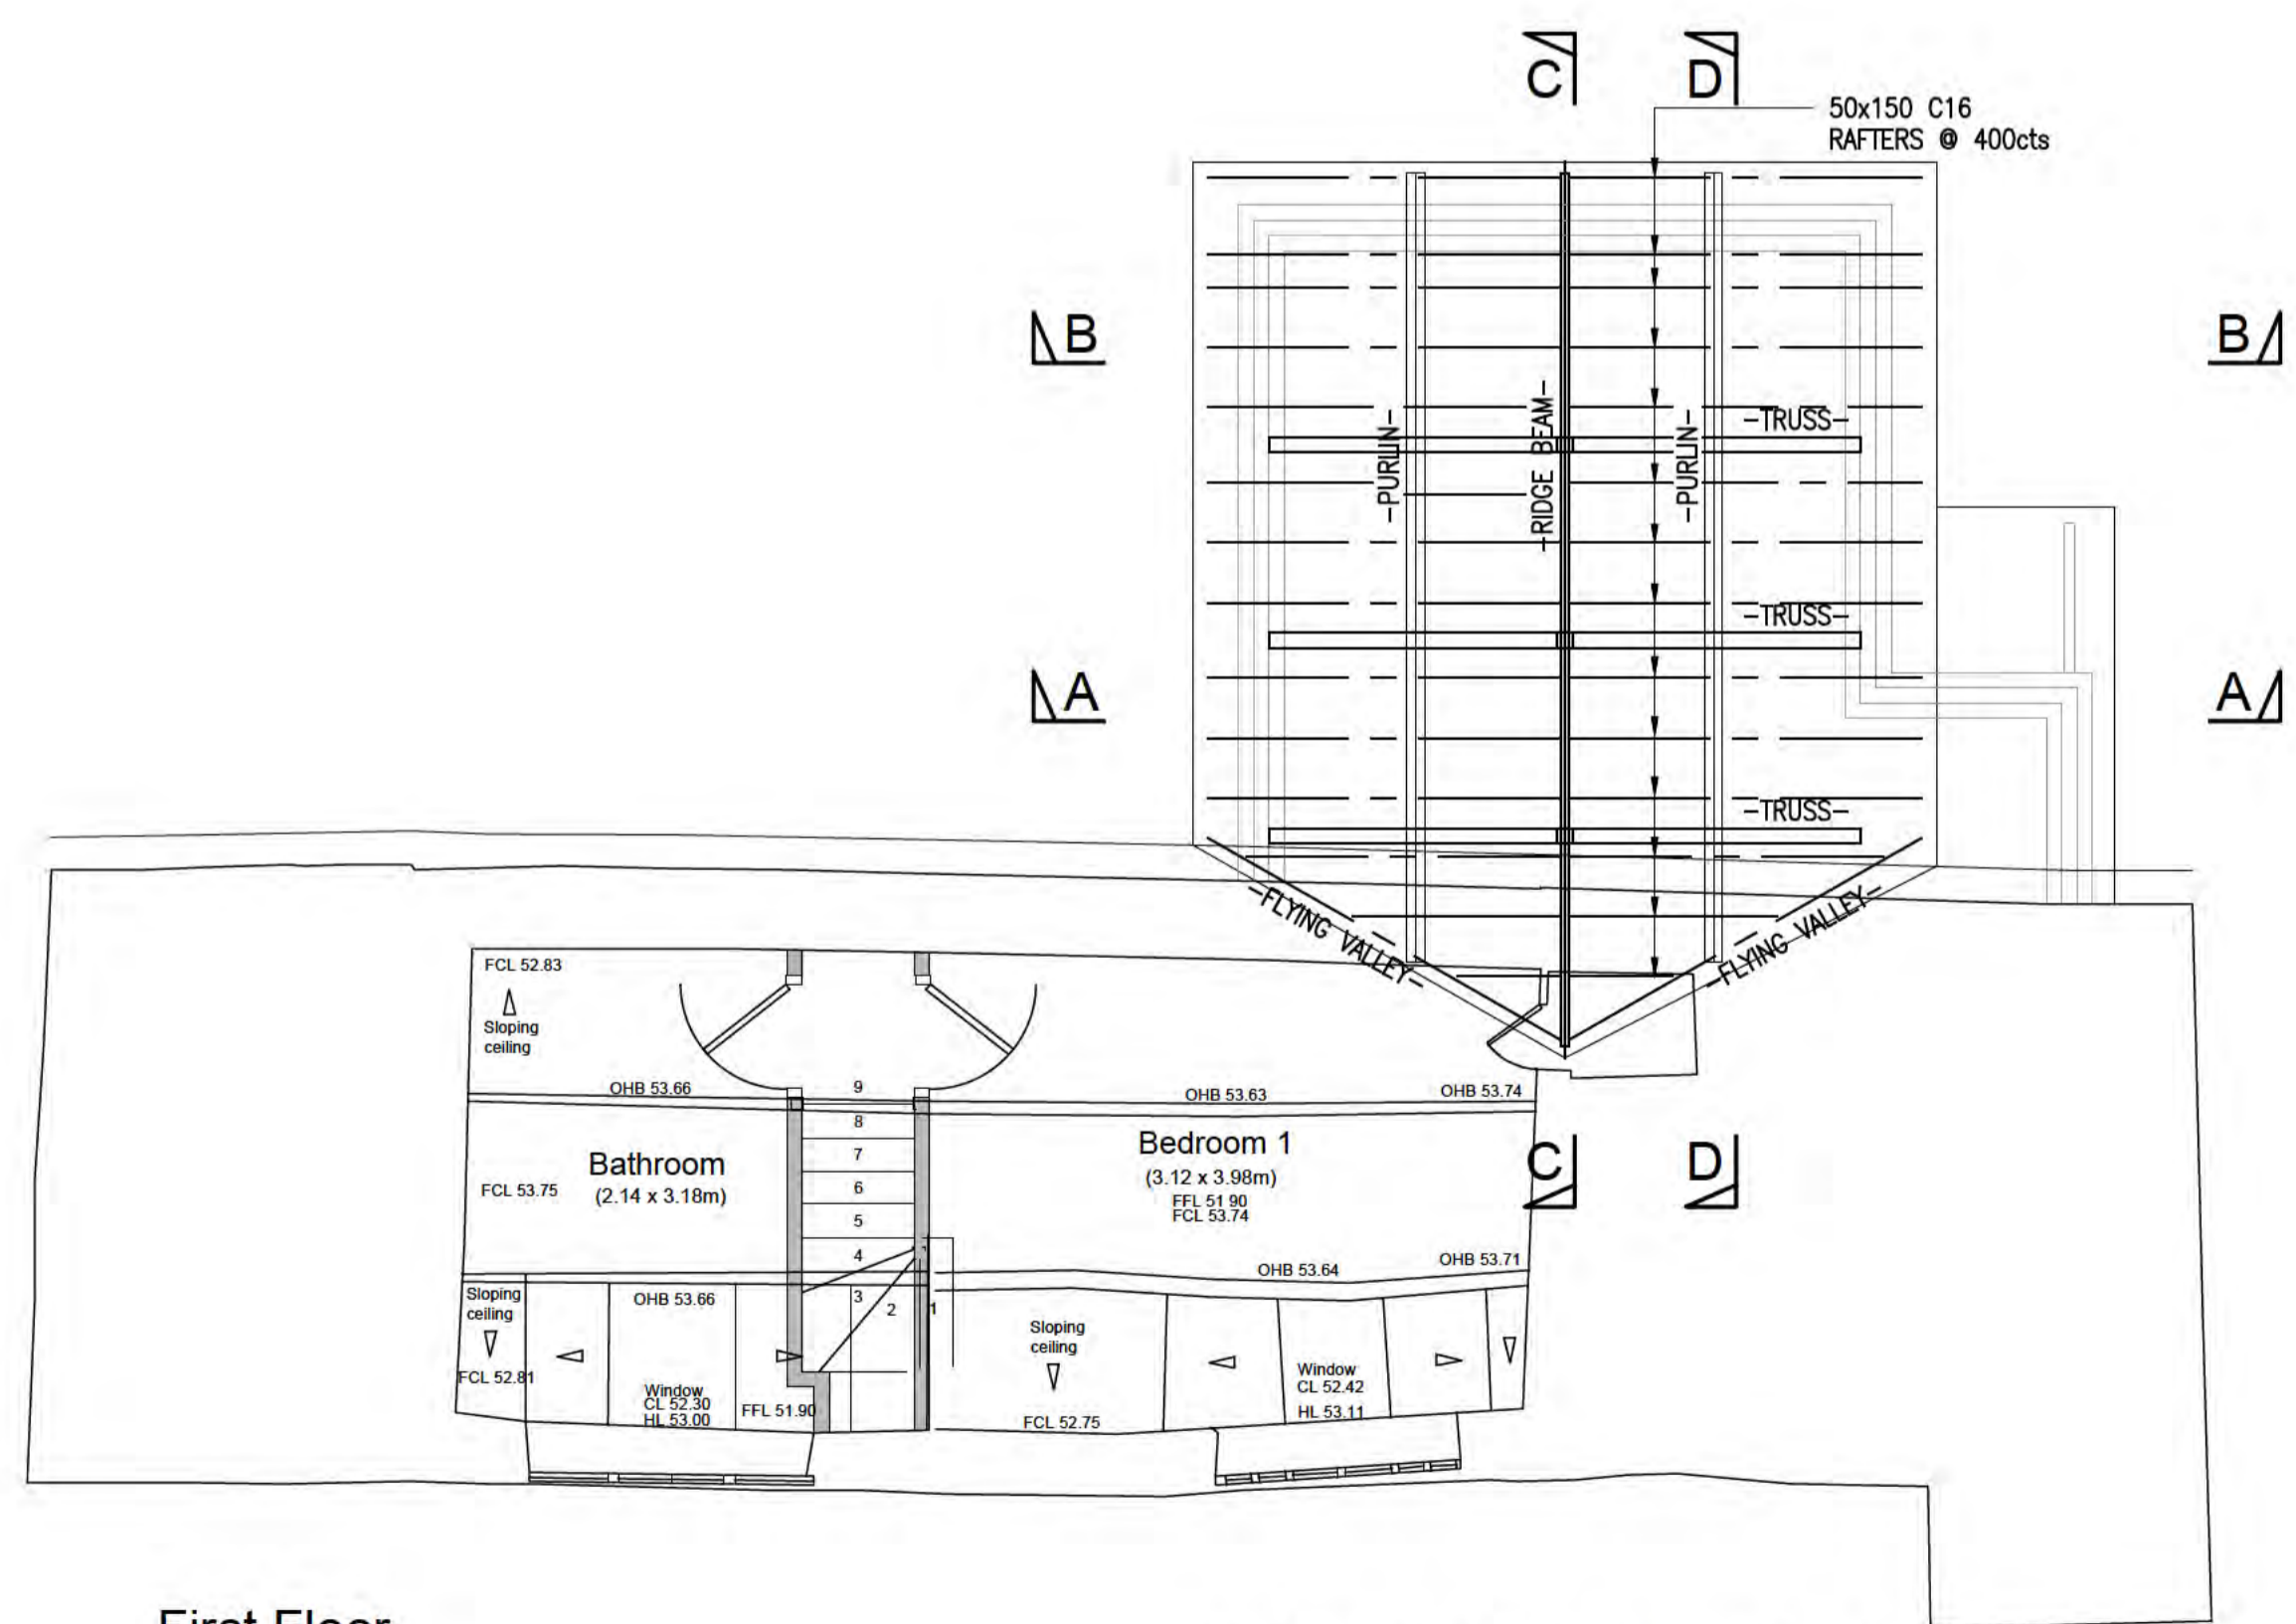 C
D
50x150 C16
RAFTERS @ 400cts
B
B
-PURLIN-
-RIDGE BEAM-
-PURLIN-
-TRUSS-
-TRUSS-
A
A
-TRUSS-
-FLYING VALLEY-
-FLYING VALLEY-
FCL 52.83
Sloping
ceiling
OHB 53.66
9
OHB 53.63
OHB 53.74
8
7
6
5
4
3
2
1
Bathroom
(2.14 x 3.18m)
FCL 53.75
Bedroom 1
(3.12 x 3.98m)
FFL 51 90
FCL 53.74
C
D
OHB 53.64
OHB 53.71
Sloping
ceiling
FCL 52.81
OHB 53.66
Window
CL 52.30
HL 53.00
FFL 51.90
Sloping
ceiling
FCL 52.75
Window
CL 52.42
HL 53.11
First Floor